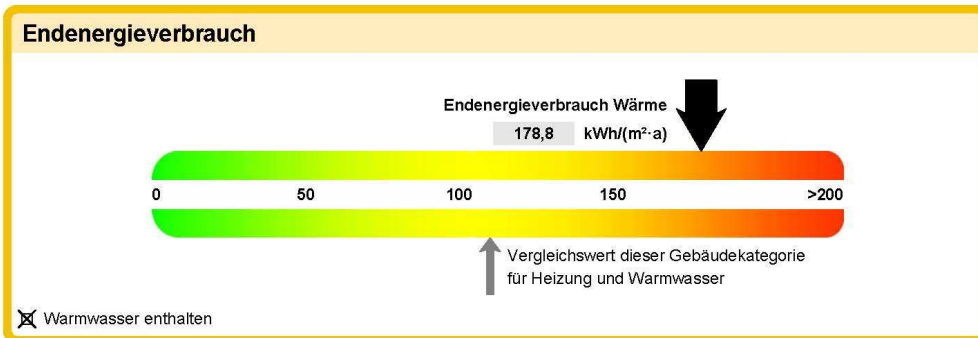 Endenergieverbrauch
Endenergieverbrauch Wärme
178,8 kWh/(m²·a)
0 50 100 150 >200
Vergleichswert dieser Gebäudekategorie
für Heizung und Warmwasser
Warmwasser enthalten